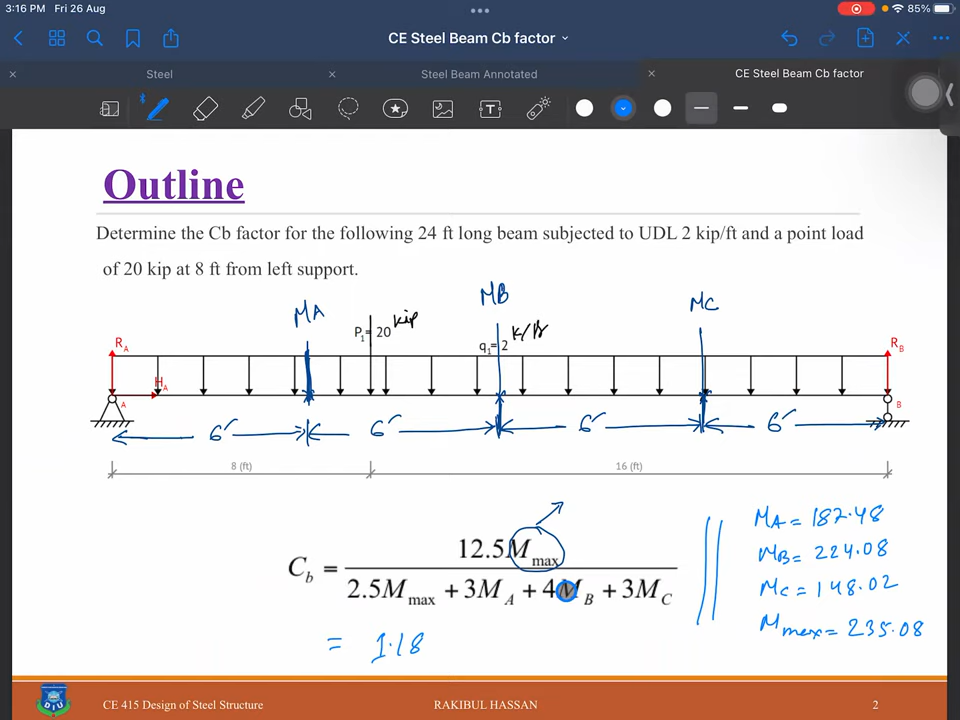 3:16 PM Fri 26 Aug
85%
CE Steel Beam Cb factor
Steel
Steel Beam Annotated
CE Steel Beam Cb factor
Outline
Determine the Cb factor for the following 24 ft long beam subjected to UDL 2 kip/ft and a point load
of 20 kip at 8 ft from left support.
MA
MB
MC
P1= 20 kip
q1= 2 k/ft
RA
RB
HA
A
B
6' 6' 6' 6'
8 (ft) 16 (ft)
Cb = 12.5Mmax / 2.5Mmax + 3MA + 4MB + 3MC
= 1.18
MA = 187.48
MB = 224.08
MC = 148.02
Mmax = 235.08
DIU
CE 415 Design of Steel Structure
RAKIBUL HASSAN
2